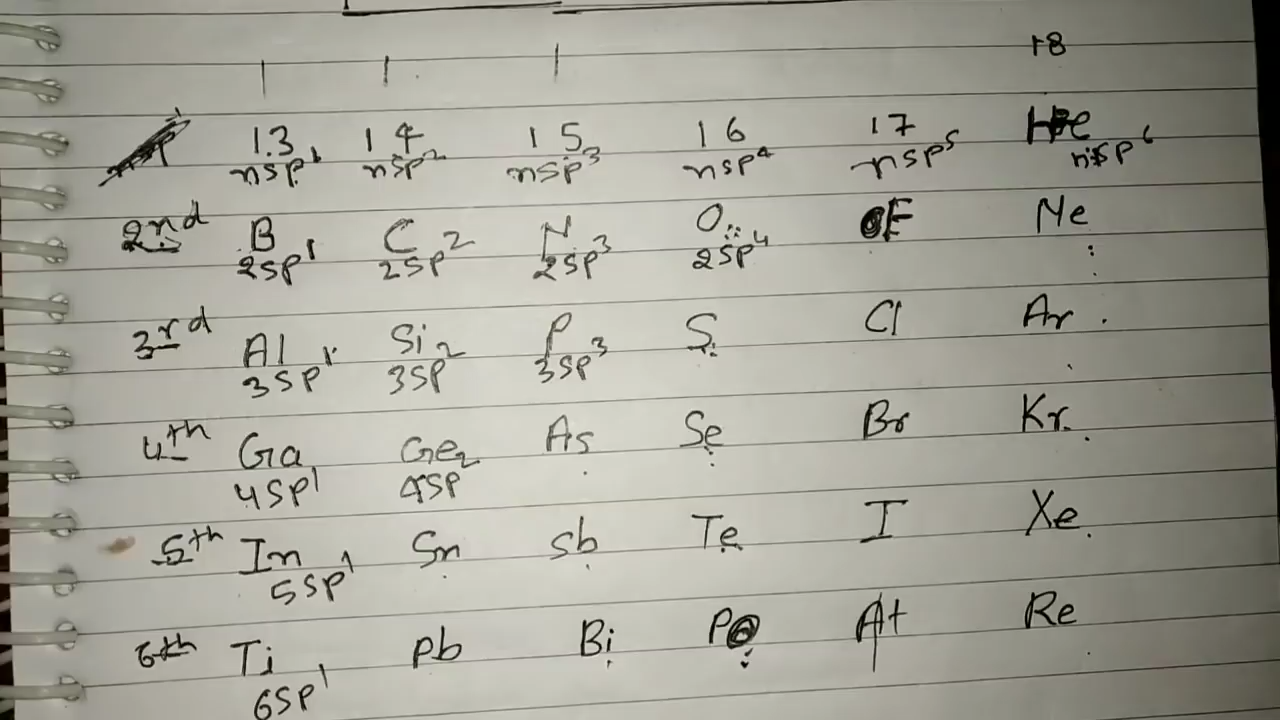 18
13 14 15 16 17 He
nsp¹ nsp² nsp³ nsp⁴ nsp⁵ nsp⁶
2nd B C N O F Ne
2sp¹ 2sp² 2sp³ 2sp⁴
3rd Al Si P S Cl Ar
3sp¹ 3sp² 3sp³
4th Ga Ge As Se Br Kr
4sp¹ 4sp²
5th In Sn Sb Te I Xe
5sp¹
6th Ti Pb Bi Po At Re
6sp¹